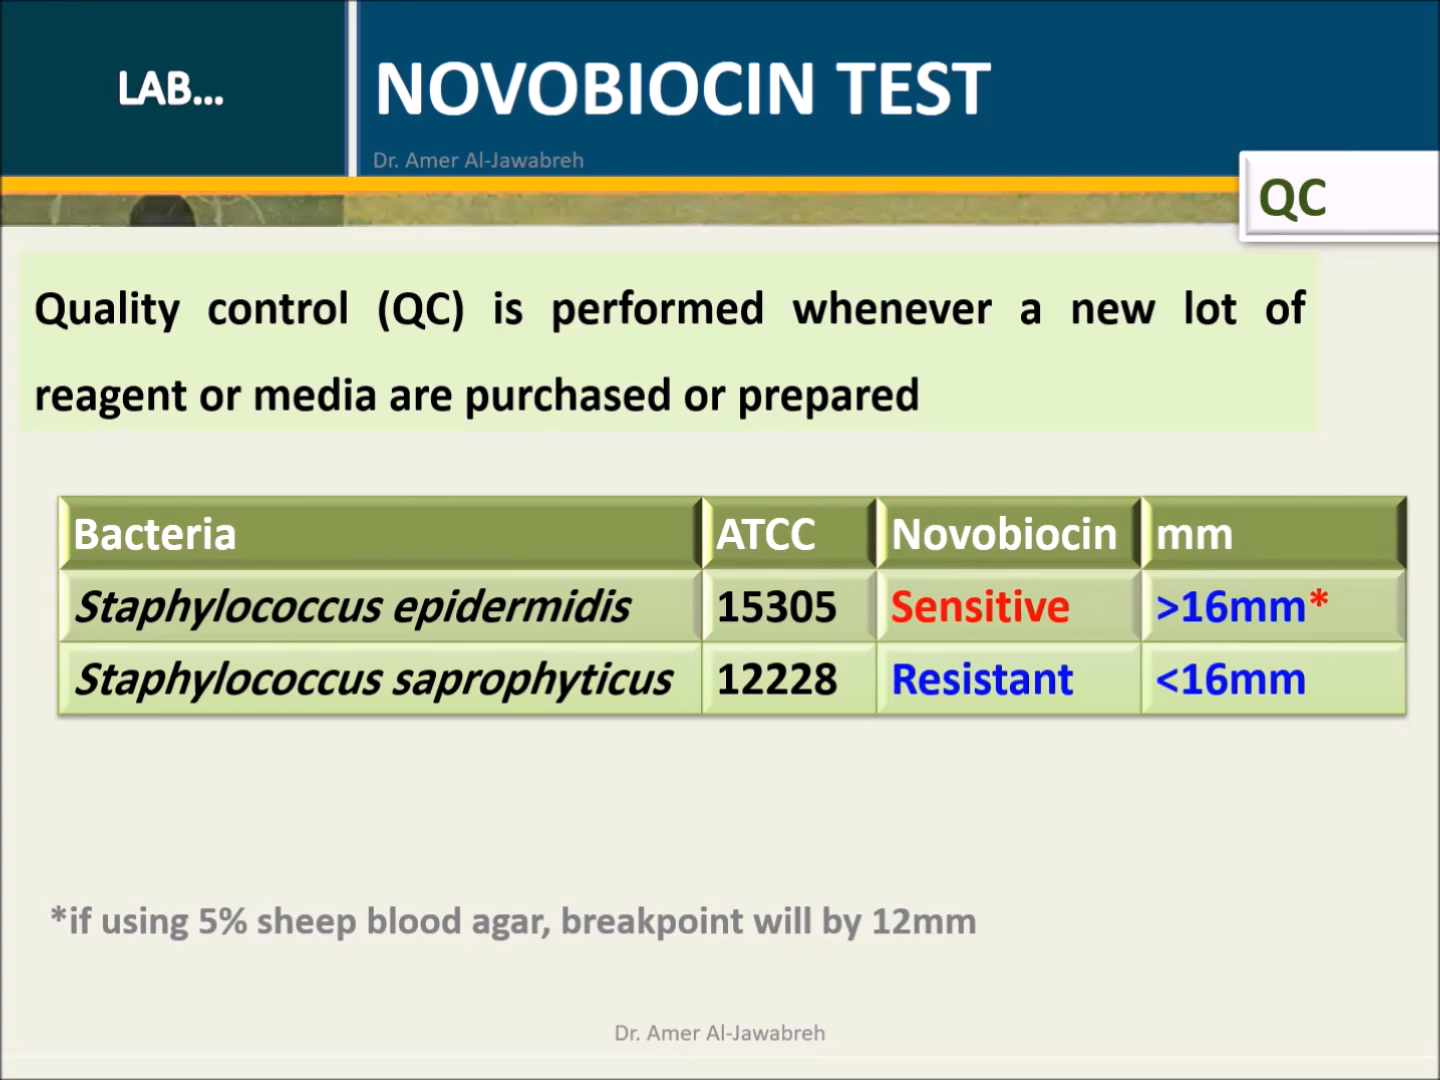 LAB...
NOVOBIOCIN TEST
Dr. Amer Al-Jawabreh
QC
Quality control (QC) is performed whenever a new lot of
reagent or media are purchased or prepared
Bacteria ATCC Novobiocin mm
Staphylococcus epidermidis 15305 Sensitive >16mm*
Staphylococcus saprophyticus 12228 Resistant <16mm
*if using 5% sheep blood agar, breakpoint will by 12mm
Dr. Amer Al-Jawabreh